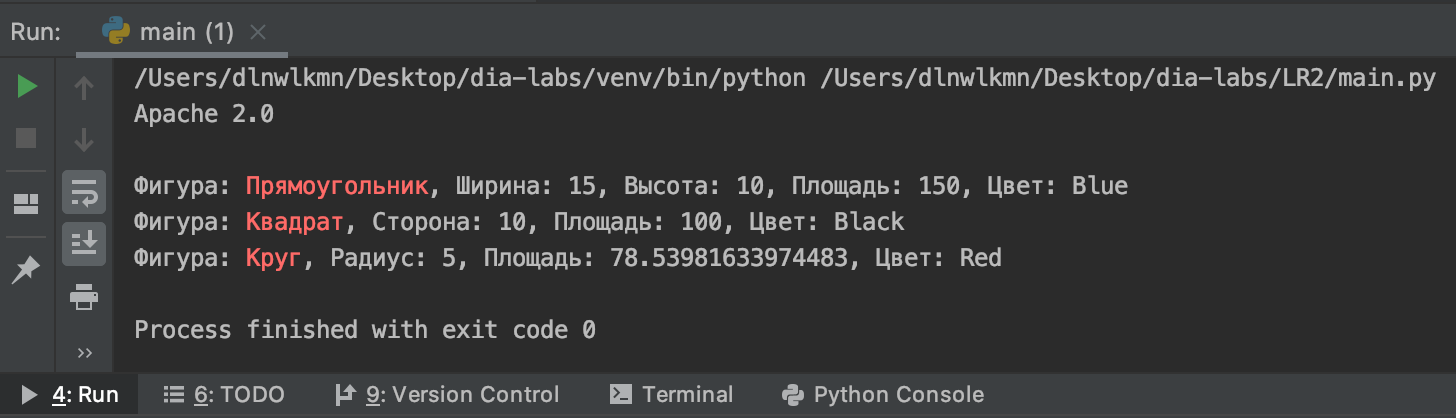 Run: main (1)
/Users/dlnwlkmn/Desktop/dia-labs/venv/bin/python /Users/dlnwlkmn/Desktop/dia-labs/LR2/main.py
Apache 2.0
Фигура: Прямоугольник, Ширина: 15, Высота: 10, Площадь: 150, Цвет: Blue
Фигура: Квадрат, Сторона: 10, Площадь: 100, Цвет: Black
Фигура: Круг, Радиус: 5, Площадь: 78.53981633974483, Цвет: Red
Process finished with exit code 0
4: Run 6: TODO 9: Version Control Terminal Python Console